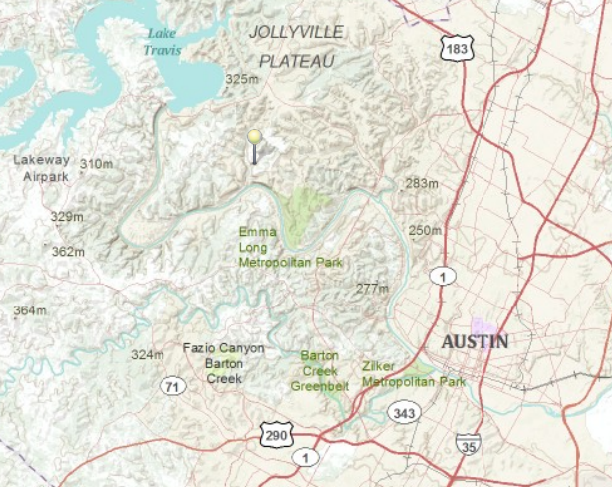 Lake
Travis
JOLLYVILLE
PLATEAU
183
325m
Lakeway
Airpark
310m
283m
329m
362m
Emma
Long
Metropolitan Park
250m
1
277m
364m
324m
Fazio Canyon
Barton
Creek
Barton
Creek
Greenbelt
Zilker
Metropolitan Park
AUSTIN
71
343
290
1
35